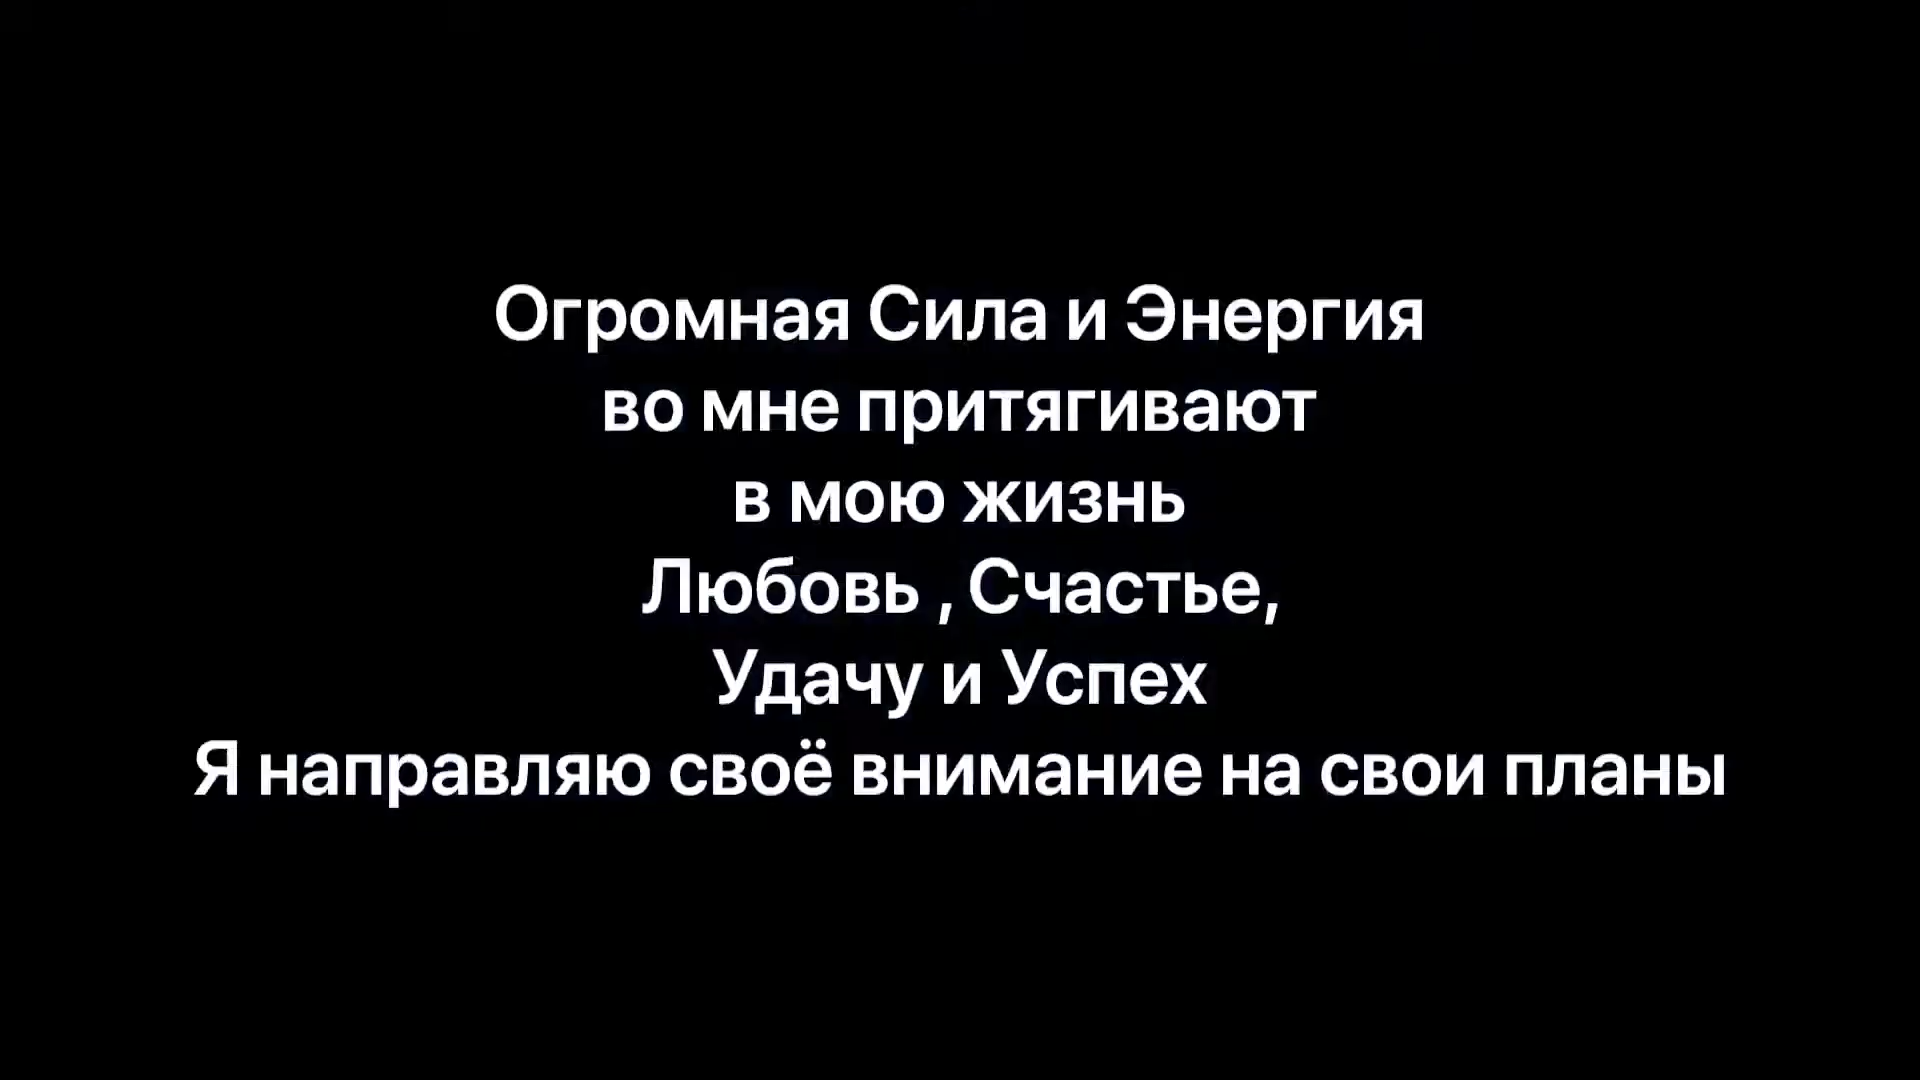 Огромная Сила и Энергия
во мне притягивают
в мою жизнь
Любовь , Счастье,
Удачу и Успех
Я направляю своё внимание на свои планы